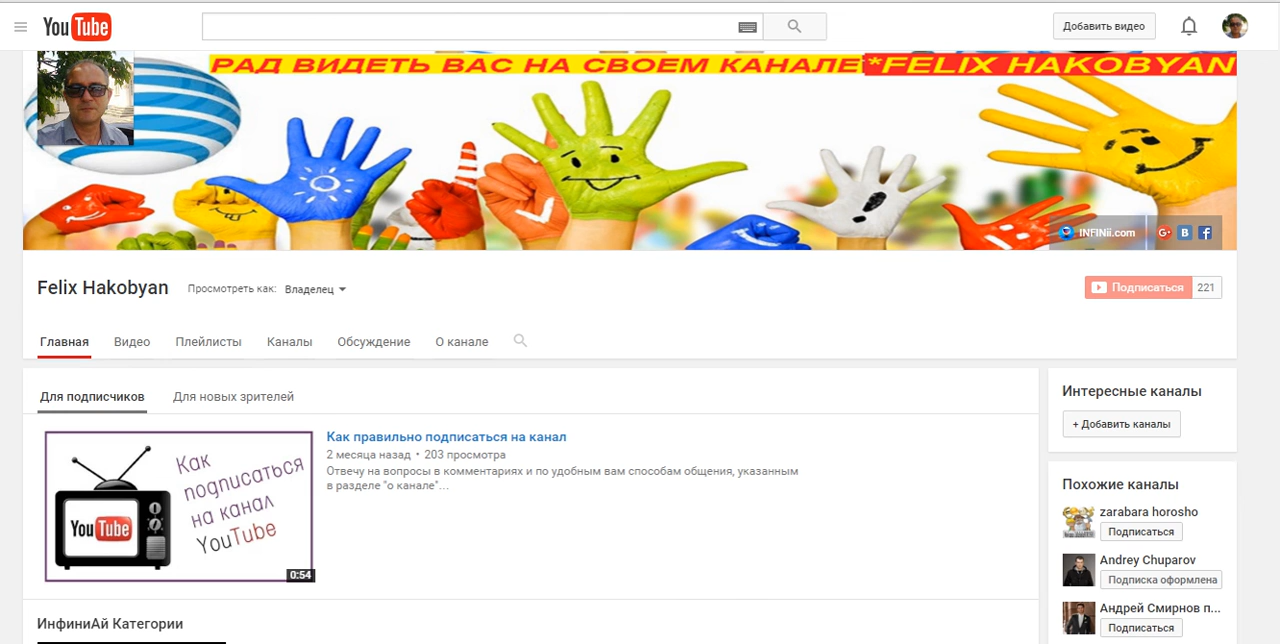 YouTube
Добавить видео
РАД ВИДЕТЬ ВАС НА СВОЕМ КАНАЛЕ**FELIX HAKOBYAN
INFINii.com
G+ B f
Felix Hakobyan
Просмотреть как: Владелец
Подписаться 221
Главная Видео Плейлисты Каналы Обсуждение О канале
Для подписчиков Для новых зрителей
Как
подписаться
на канал
YouTube
YouTube
0:54
Как правильно подписаться на канал
2 месяца назад • 203 просмотра
Отвечу на вопросы в комментариях и по удобным вам способам общения, указанным
в разделе "о канале"...
ИнфиниАй Категории
Интересные каналы
+ Добавить каналы
Похожие каналы
zarabara horosho
Подписаться
Andrey Chuparov
Подписка оформлена
Андрей Смирнов п...
Подписаться